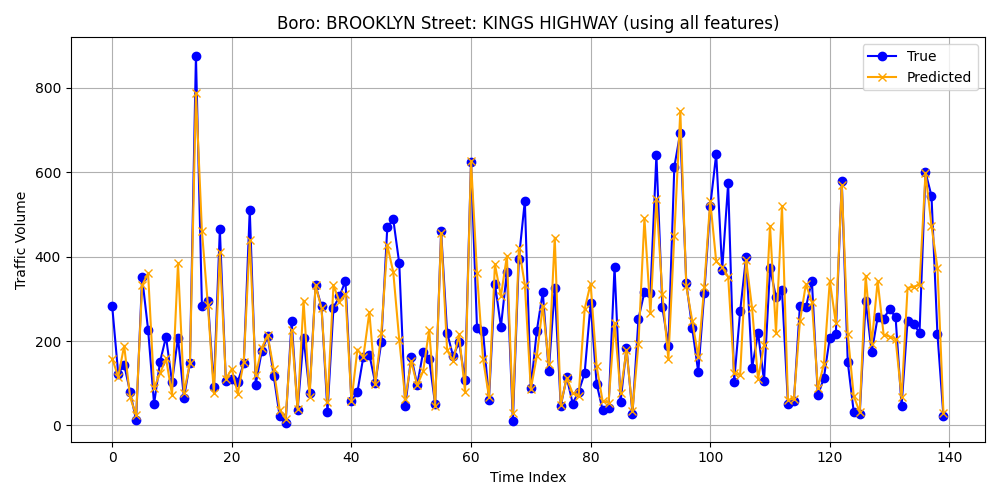 Boro: BROOKLYN Street: KINGS HIGHWAY (using all features)
True
Predicted
Traffic Volume
800
600
400
200
0
0 20 40 60 80 100 120 140
Time Index